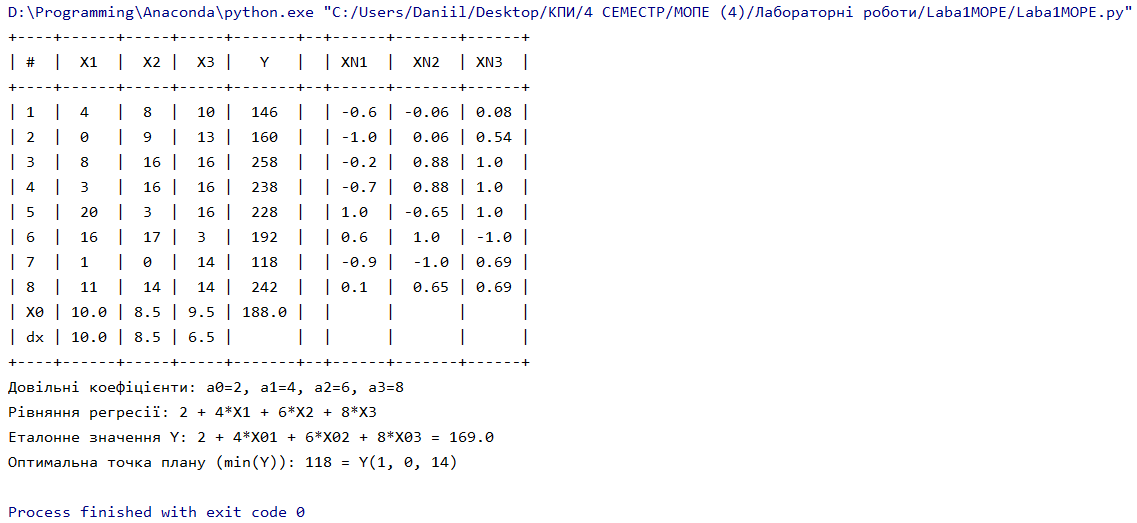 D:\Programming\Anaconda\python.exe "C:/Users/Daniil/Desktop/КПИ/4 СЕМЕСТР/МОПЕ (4)/Лабораторні роботи/Laba1MOPE/Laba1MOPE.py"
+----+------+-----+-----+-------+--+------+-------+------+
| #  |  X1  |  X2 |  X3 |   Y   |  | XN1  |  XN2  | XN3  |
+----+------+-----+-----+-------+--+------+-------+------+
| 1  |  4   |  8  |  10 |  146  |  | -0.6 | -0.06 | 0.08 |
| 2  |  0   |  9  |  13 |  160  |  | -1.0 |  0.06 | 0.54 |
| 3  |  8   |  16 |  16 |  258  |  | -0.2 |  0.88 | 1.0  |
| 4  |  3   |  16 |  16 |  238  |  | -0.7 |  0.88 | 1.0  |
| 5  |  20  |  3  |  16 |  228  |  | 1.0  | -0.65 | 1.0  |
| 6  |  16  |  17 |  3  |  192  |  | 0.6  |  1.0  | -1.0 |
| 7  |  1   |  0  |  14 |  118  |  | -0.9 |  -1.0 | 0.69 |
| 8  |  11  |  14 |  14 |  242  |  | 0.1  |  0.65 | 0.69 |
| X0 | 10.0 | 8.5 | 9.5 | 188.0 |  |      |       |      |
| dx | 10.0 | 8.5 | 6.5 |       |  |      |       |      |
+----+------+-----+-----+-------+--+------+-------+------+
Довільні коефіцієнти: a0=2, a1=4, a2=6, a3=8
Рівняння регресії: 2 + 4*X1 + 6*X2 + 8*X3
Еталонне значення Y: 2 + 4*X01 + 6*X02 + 8*X03 = 169.0
Оптимальна точка плану (min(Y)): 118 = Y(1, 0, 14)
Process finished with exit code 0